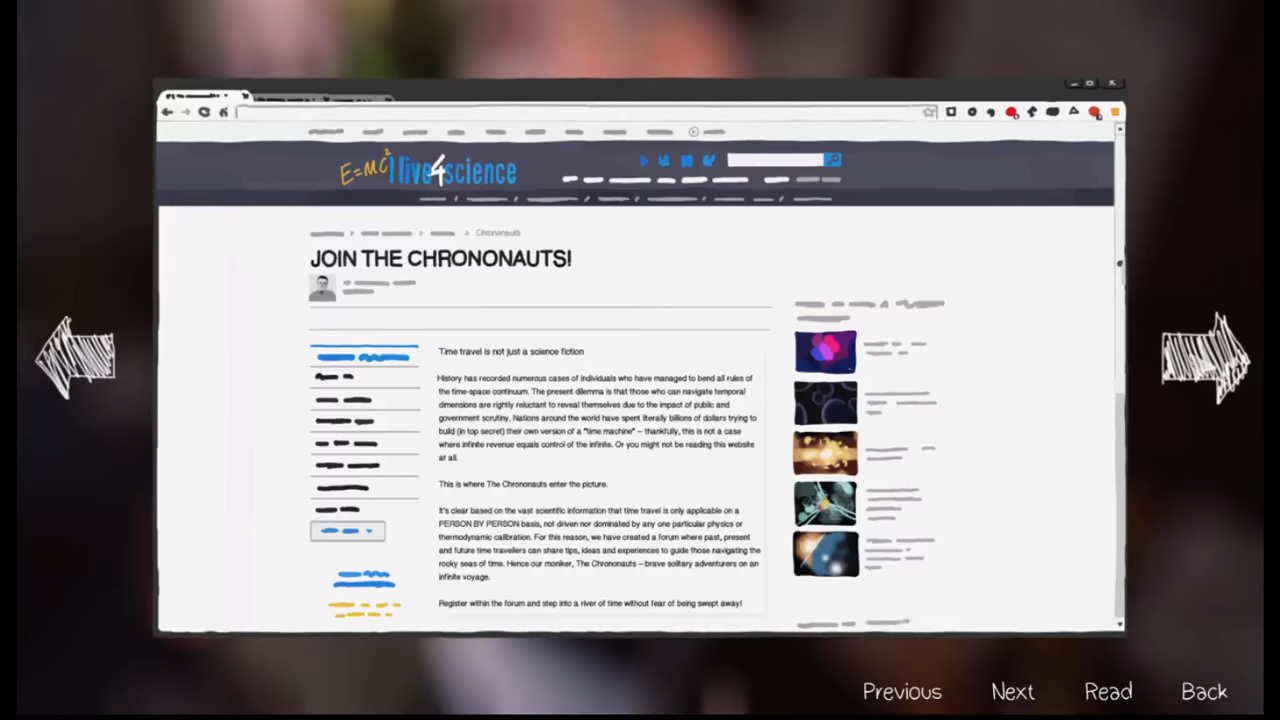 E=MC2 live4science
Chrononauts
JOIN THE CHRONONAUTS!
Time travel is not just a science fiction
History has recorded numerous cases of individuals who have managed to bend all rules of
the time-space continuum. The present dilemma is that those who can navigate temporal
dimensions are rightly reluctant to reveal themselves due to the impact of public and
government scrutiny. Nations around the world have spent literally billions of dollars trying to
build (in top secret) their own version of a "time machine" – thankfully, this is not a case
where infinite revenue equals control of the infinite. Or you might not be reading this website
at all.
This is where The Chrononauts enter the picture.
It's clear based on the vast scientific information that time travel is only applicable on a
PERSON BY PERSON basis, not driven nor dominated by any one particular physics or
thermodynamic calibration. For this reason, we have created a forum where past, present
and future time travellers can share tips, ideas and experiences to guide those navigating the
rocky seas of time. Hence our moniker, The Chrononauts – brave solitary adventurers on an
infinite voyage.
Register within the forum and step into a river of time without fear of being swept away!
Previous Next Read Back